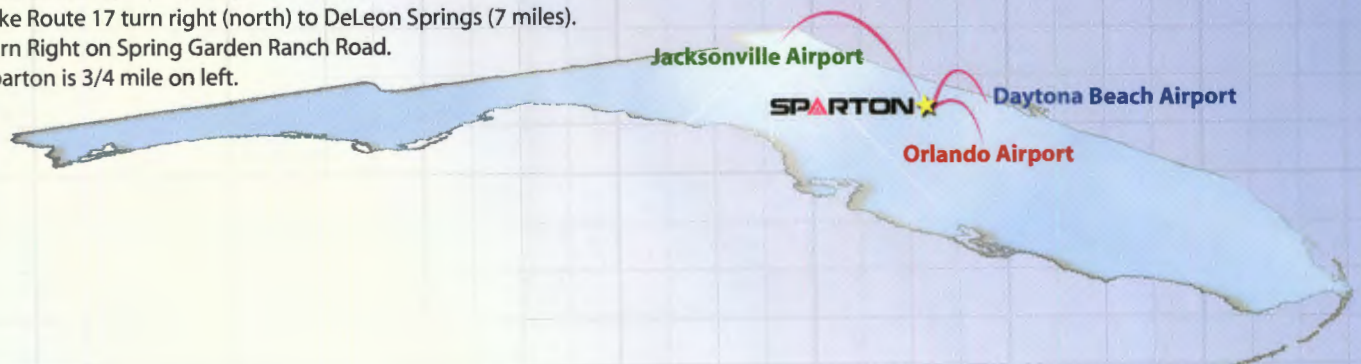 ke Route 17 turn right (north) to DeLeon Springs (7 miles).
rn Right on Spring Garden Ranch Road.
parton is 3/4 mile on left.
Jacksonville Airport
SPARTON
Daytona Beach Airport
Orlando Airport